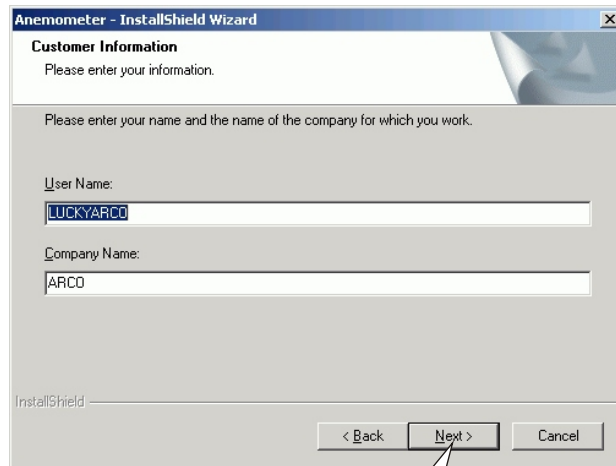 Anemometer - InstallShield Wizard
Customer Information
Please enter your information.
Please enter your name and the name of the company for which you work.
User Name:
LUCKYARCO
Company Name:
ARCO
InstallShield
< Back Next > Cancel